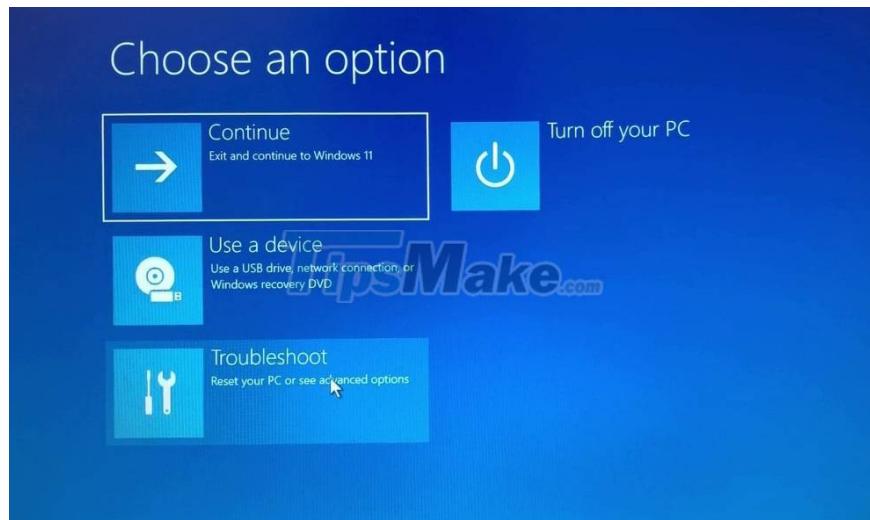 Choose an option
Continue
Exit and continue to Windows 11
Turn off your PC
Use a device
Use a USB drive, network connection, or
Windows recovery DVD
TipsMake.com
Troubleshoot
Reset your PC or see advanced options